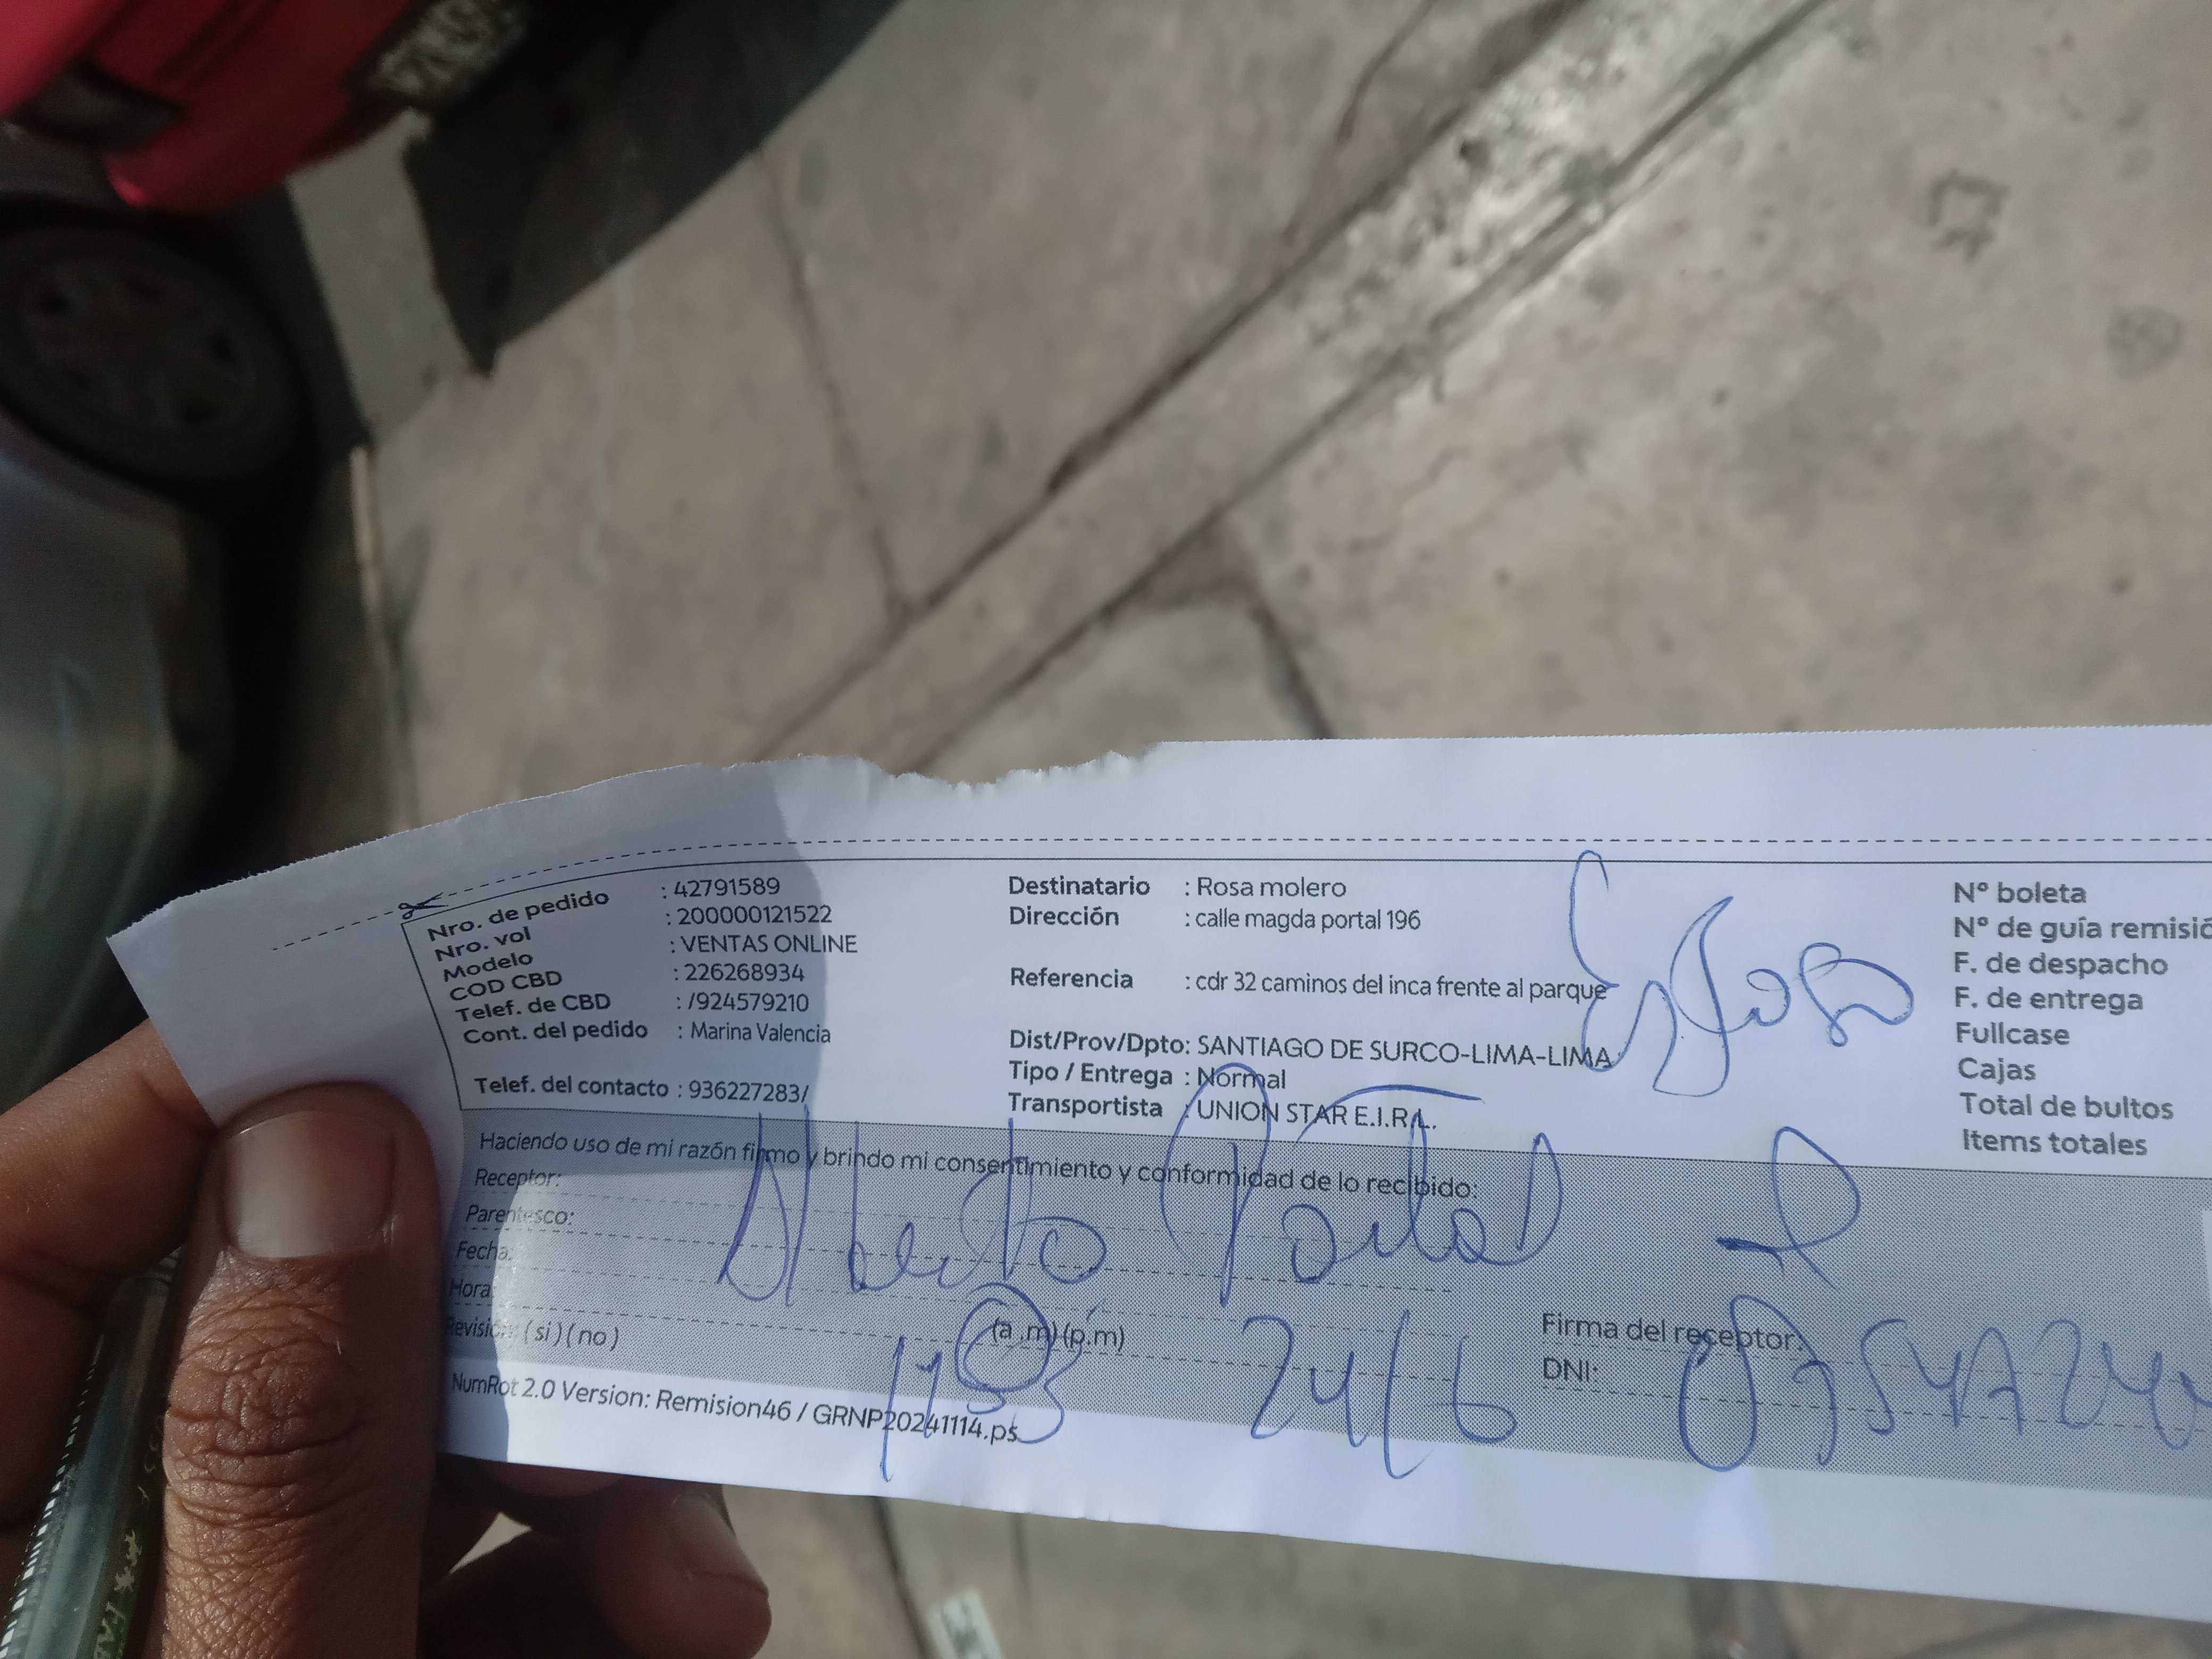 Nro. de pedido : 42791589
Nro. vol : 200000121522
Modelo : VENTAS ONLINE
COD CBD : 226268934
Telef. de CBD : /924579210
Cont. del pedido : Marina Valencia
Telef. del contacto : 936227283/
Destinatario : Rosa molero
Dirección : calle magda portal 196
Referencia : cdr 32 caminos del inca frente al parque
Dist/Prov/Dpto: SANTIAGO DE SURCO-LIMA-LIMA
Tipo / Entrega : Normal
Transportista : UNION STAR E.I.R.L.
Esposo
Nº boleta
Nº de guía remisió
F. de despacho
F. de entrega
Fullcase
Cajas
Total de bultos
Items totales
Haciendo uso de mi razón firmo y brindo mi consentimiento y conformidad de lo recibido:
Receptor:
Alberto Portal
Parentesco:
Fecha:
Hora:
(a.m)(p.m)
Revisión: (si)(no)
24/6
Firma del receptor:
DNI:
NumRot 2.0 Version: Remision46 / GRNP20241114.ps